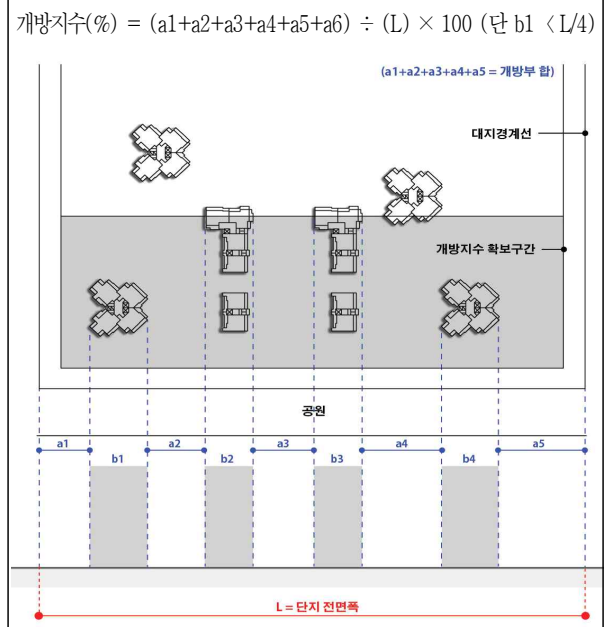 개방지수(%) = (a1+a2+a3+a4+a5+a6) ÷ (L) × 100 (단 b1 < L/4)
(a1+a2+a3+a4+a5 = 개방부 합)
대지경계선
개방지수 확보구간
공원
a1 b1 a2 b2 a3 b3 a4 b4 a5
L = 단지 전면폭